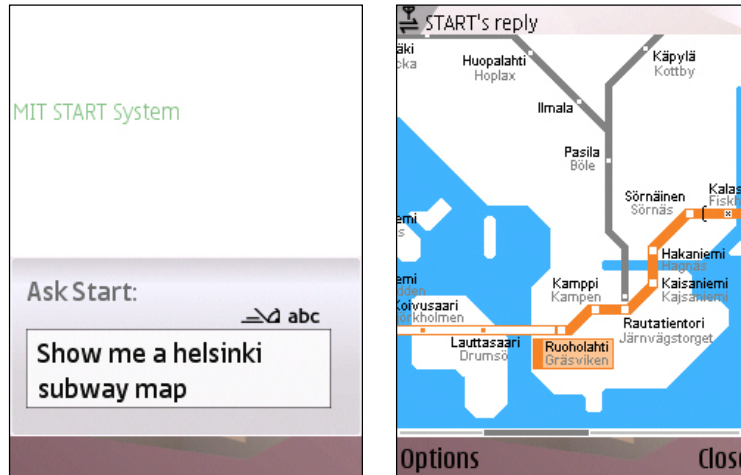 MIT START System
Ask Start:
abc
Show me a helsinki
subway map
START's reply
Huopalahti
Hoplax
Käpylä
Kottby
Ilmala
Pasila
Böle
Sörnäinen
Sörnäs
Hakaniemi
Hagnäs
Kamppi
Kampen
Kaisaniemi
Kajsaniemi
Koivusaari
Rautatientori
Järnvägstorget
Lauttasaari
Drumsö
Ruoholahti
Gräsviken
Options
Close